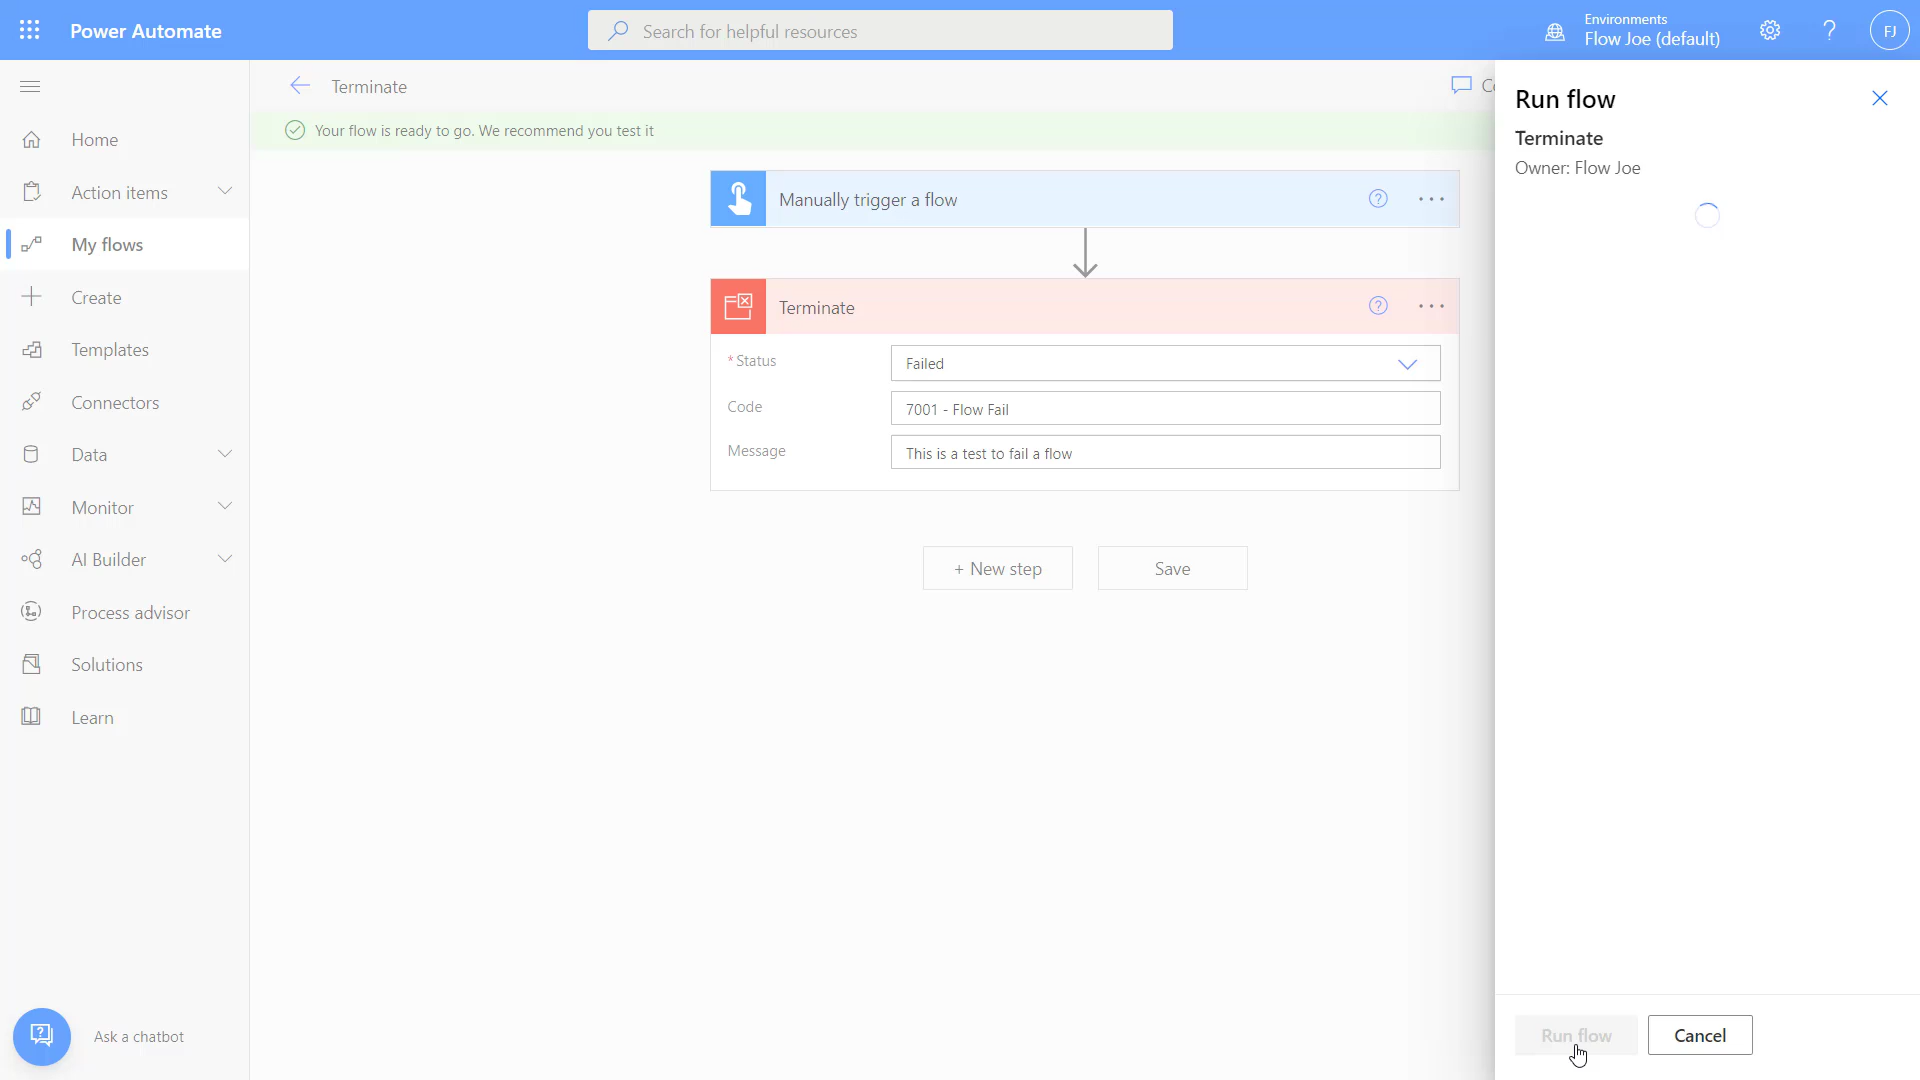 Power Automate
Search for helpful resources
Environments
Flow Joe (default)
?
FJ
Home
Action items
My flows
Create
Templates
Connectors
Data
Monitor
AI Builder
Process advisor
Solutions
Learn
Ask a chatbot
Terminate
Your flow is ready to go. We recommend you test it
Manually trigger a flow
?
...
Terminate
?
...
* Status
Failed
Code
7001 - Flow Fail
Message
This is a test to fail a flow
+ New step
Save
Run flow
Terminate
Owner: Flow Joe
Run flow
Cancel